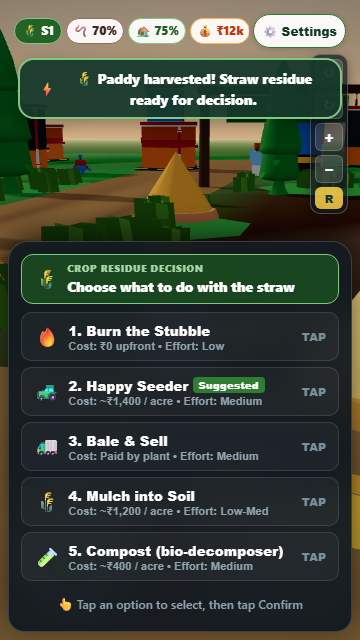 S1
70%
75%
₹12k
Settings
Paddy harvested! Straw residue
ready for decision.
+
−
R
CROP RESIDUE DECISION
Choose what to do with the straw
1. Burn the Stubble
Cost: ₹0 upfront • Effort: Low
TAP
2. Happy Seeder Suggested
Cost: ~₹1,400 / acre • Effort: Medium
TAP
3. Bale & Sell
Cost: Paid by plant • Effort: Medium
TAP
4. Mulch into Soil
Cost: ~₹1,200 / acre • Effort: Low-Med
TAP
5. Compost (bio-decomposer)
Cost: ~₹400 / acre • Effort: Medium
TAP
Tap an option to select, then tap Confirm